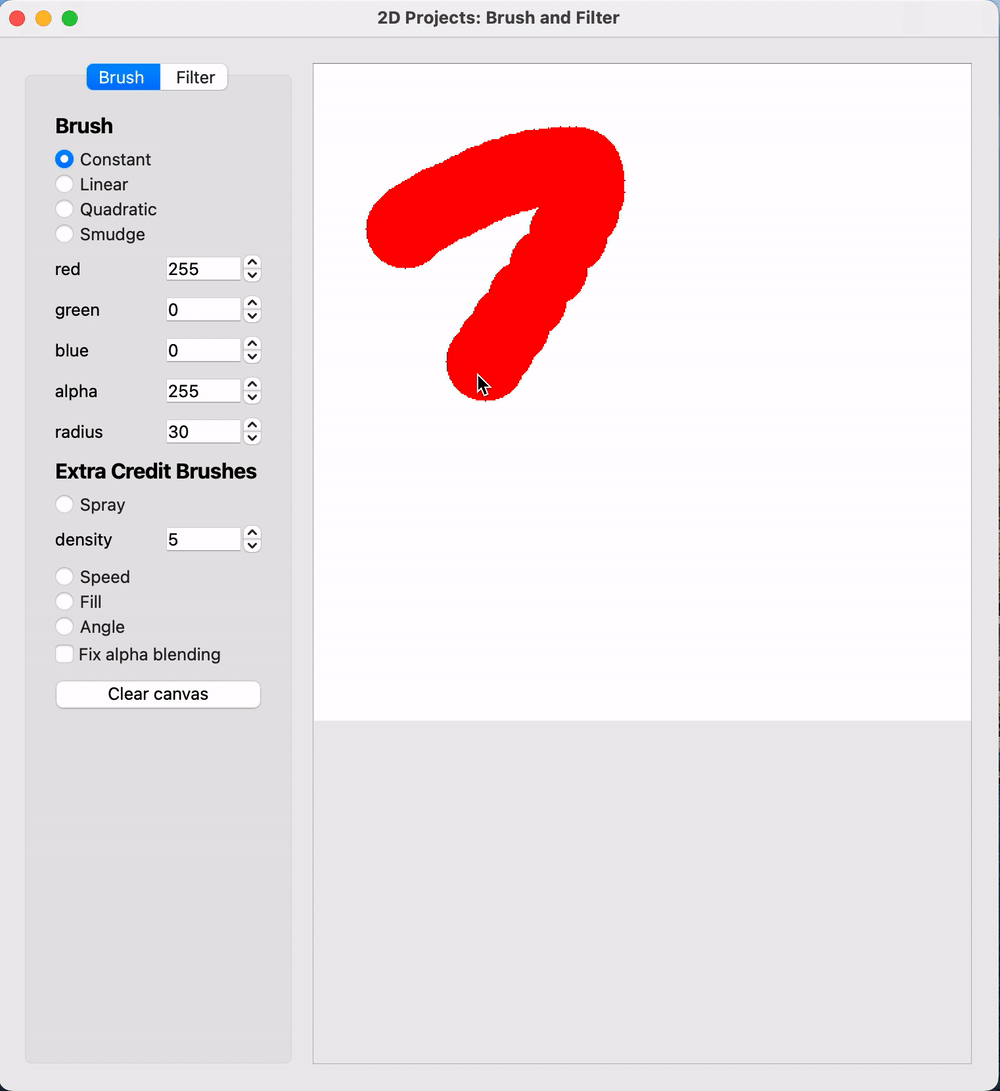 2D Projects: Brush and Filter
Brush Filter
Brush
Constant
Linear
Quadratic
Smudge
red 255
green 0
blue 0
alpha 255
radius 30
Extra Credit Brushes
Spray
density 5
Speed
Fill
Angle
Fix alpha blending
Clear canvas